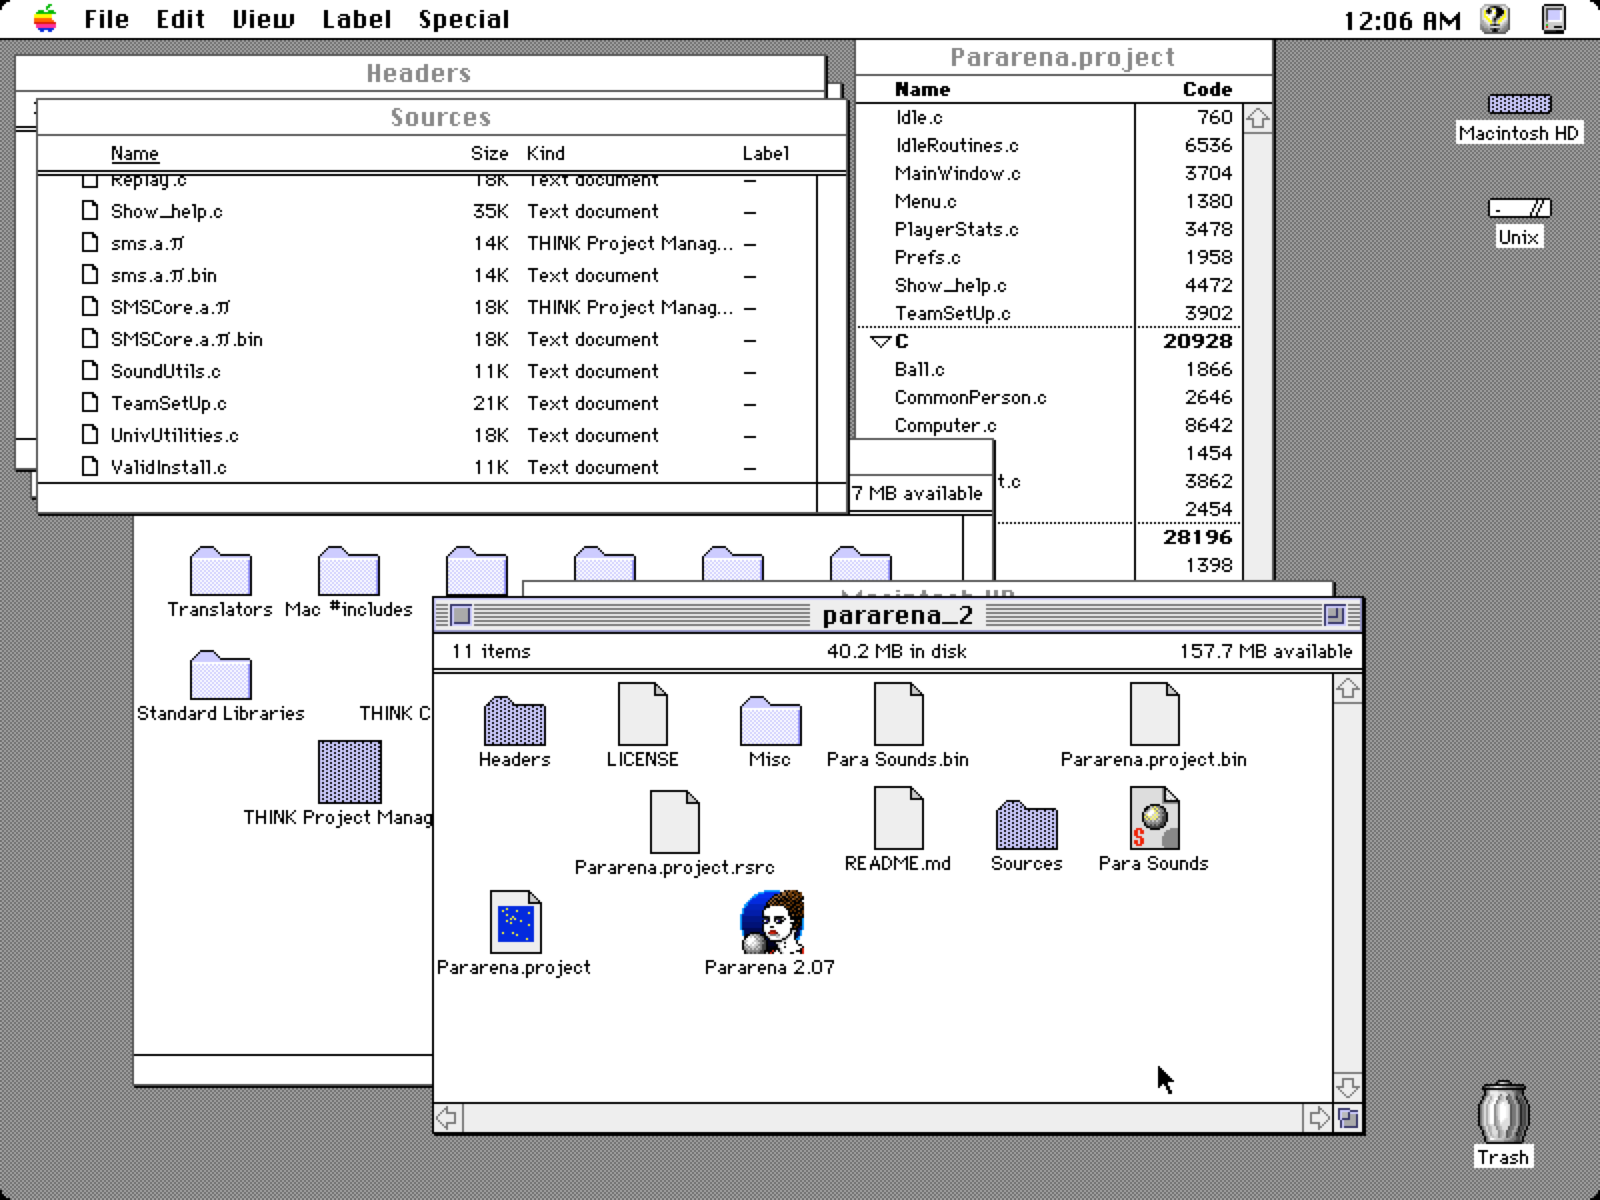 File Edit View Label Special 12:06 AM
Headers
Sources
Name Size Kind Label
Replay.c 18K Text document –
Show_help.c 35K Text document –
sms.a.π 14K THINK Project Manag... –
sms.a.π.bin 14K Text document –
SMSCore.a.π 18K THINK Project Manag... –
SMSCore.a.π.bin 18K Text document –
SoundUtils.c 11K Text document –
TeamSetUp.c 21K Text document –
UnivUtilities.c 18K Text document –
ValidInstall.c 11K Text document –
Pararena.project
Name Code
Idle.c 760
IdleRoutines.c 6536
MainWindow.c 3704
Menu.c 1380
PlayerStats.c 3478
Prefs.c 1958
Show_help.c 4472
TeamSetUp.c 3902
C 20928
Ball.c 1866
CommonPerson.c 2646
Computer.c 8642
1454
t.c 3862
2454
28196
1398
7 MB available
Macintosh HD
Unix
Translators Mac #includes
Standard Libraries THINK C
THINK Project Manag
Macintosh HD
pararena_2
11 items 40.2 MB in disk 157.7 MB available
Headers LICENSE Misc Para Sounds.bin Pararena.project.bin
Pararena.project.rsrc README.md Sources Para Sounds
Pararena.project Pararena 2.07
Trash